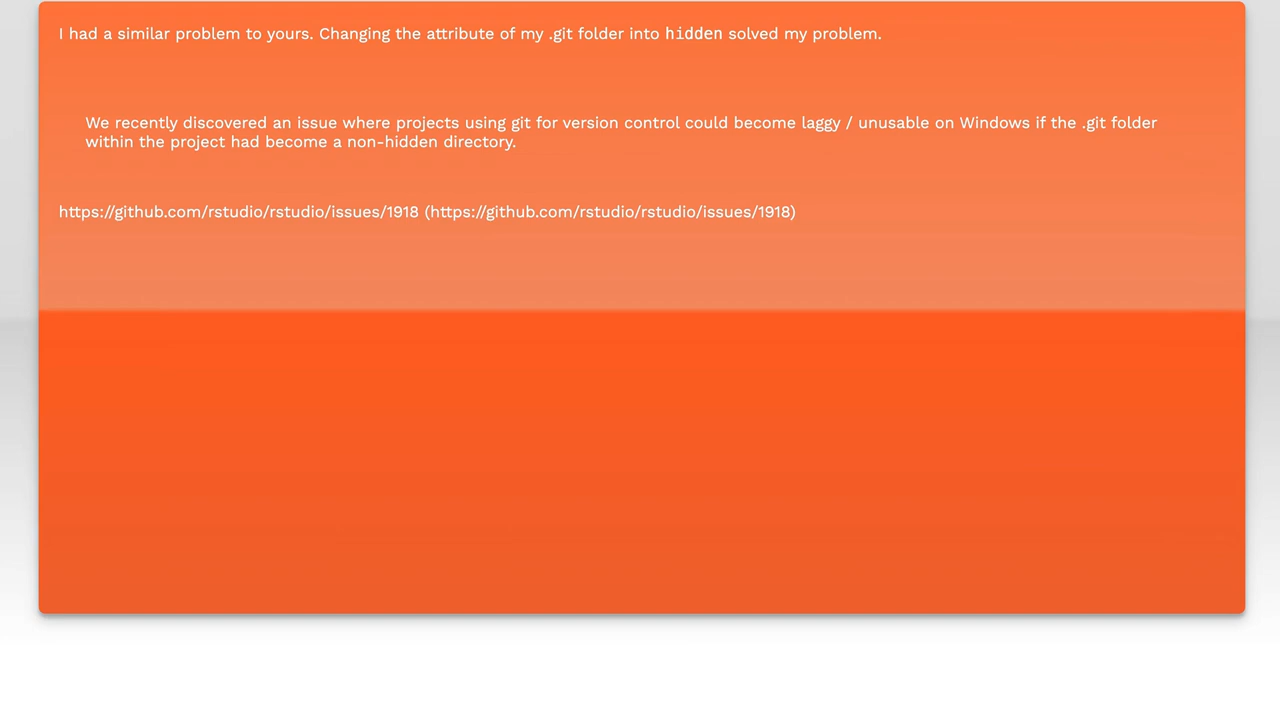 I had a similar problem to yours. Changing the attribute of my .git folder into hidden solved my problem.
We recently discovered an issue where projects using git for version control could become laggy / unusable on Windows if the .git folder
within the project had become a non-hidden directory.
https://github.com/rstudio/rstudio/issues/1918 (https://github.com/rstudio/rstudio/issues/1918)